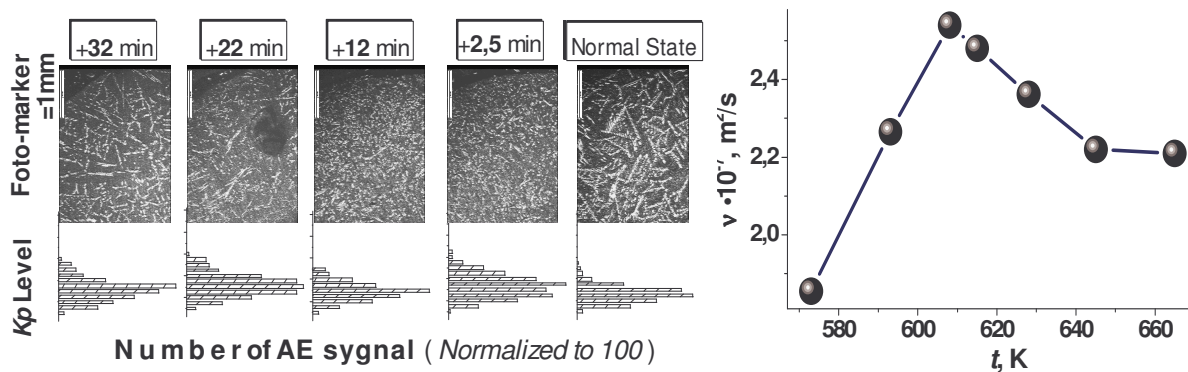 +32 min
+22 min
+12 min
+2,5 min
Normal State
Foto-marker
=1mm
Kp Level
Number of AE sygnal ( Normalized to 100 )
ν •10⁻⁷, m²/s
2,4
2,2
2,0
580
600
620
640
660
t, K